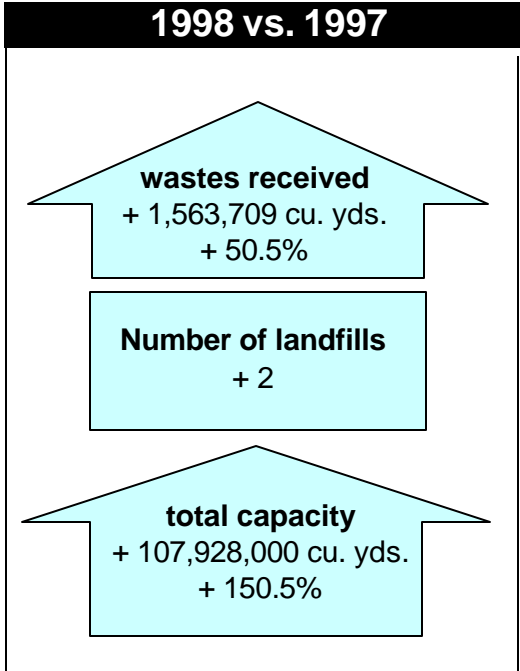 1998 vs. 1997
wastes received
+ 1,563,709 cu. yds.
+ 50.5%
Number of landfills
+ 2
total capacity
+ 107,928,000 cu. yds.
+ 150.5%